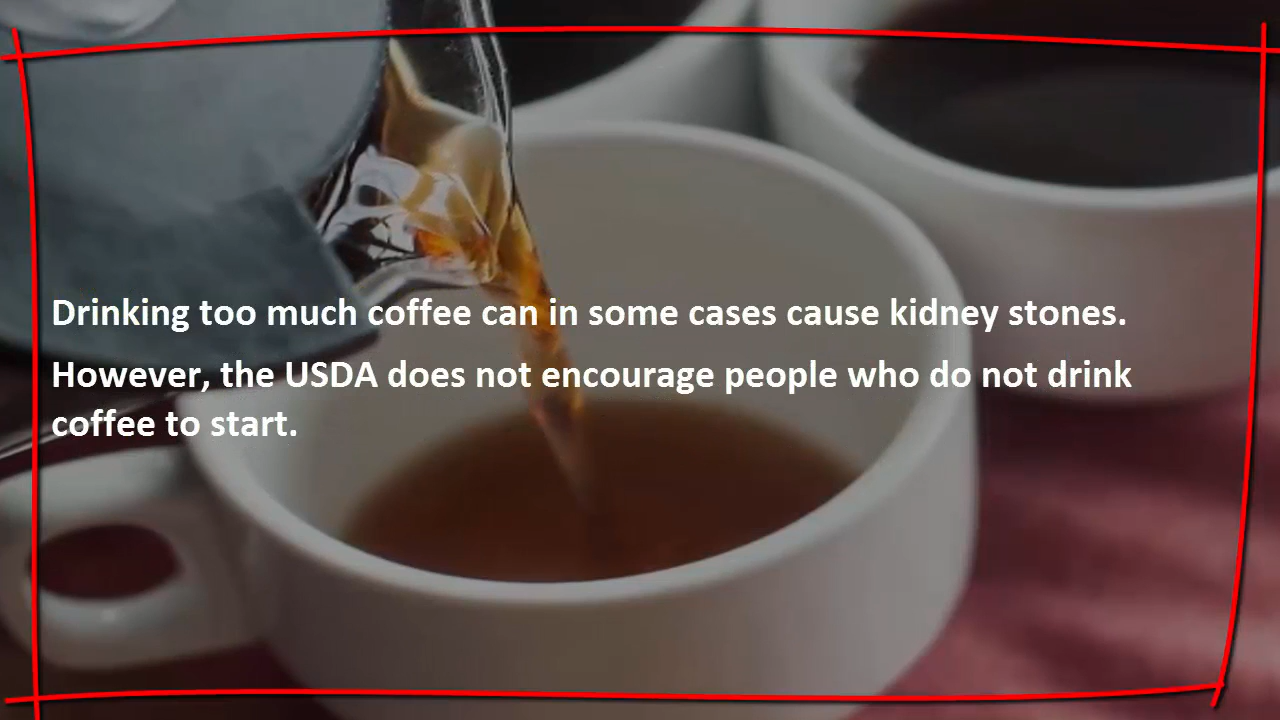 Drinking too much coffee can in some cases cause kidney stones.
However, the USDA does not encourage people who do not drink
coffee to start.